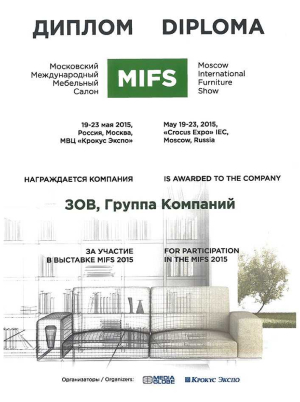 ДИПЛОМ DIPLOMA
Московский
Международный
Мебельный
Салон
MIFS
Moscow
International
Furniture
Show
19-23 мая 2015,
Россия, Москва,
МВЦ «Крокус Экспо»
May 19-23, 2015,
«Crocus Expo» IEC,
Moscow, Russia
НАГРАЖДАЕТСЯ КОМПАНИЯ
IS AWARDED TO THE COMPANY
ЗОВ, Группа Компаний
ЗА УЧАСТИЕ
В ВЫСТАВКЕ MIFS 2015
FOR PARTICIPATION
IN THE MIFS 2015
Организаторы / Organizers:
MEDIA
GLOBE
КРОКУС ЭКСПО